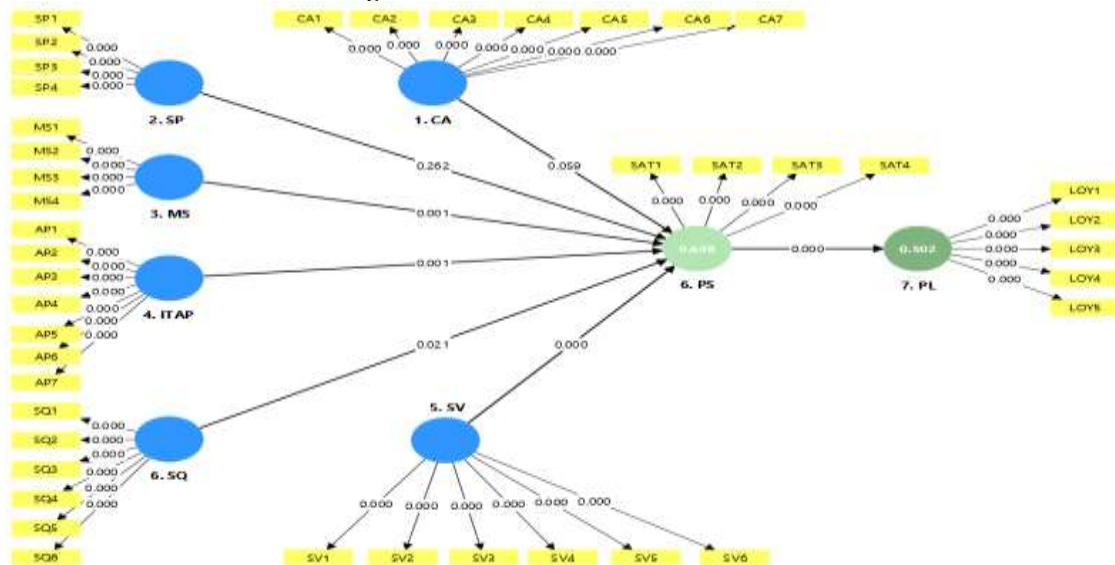 SP1
SP2
SP3
SP4
0.000
0.000
0.000
0.000
2. SP
CA1
CA2
CA3
CA4
CA5
CA6
CA7
0.000
0.000
0.000
0.000
0.000
0.000
0.000
1. CA
MS1
MS2
MS3
MS4
0.000
0.000
0.000
0.000
3. MS
0.262
0.059
0.001
AP1
AP2
AP3
AP4
AP5
AP6
AP7
0.000
0.000
0.000
0.000
0.000
0.000
0.000
4. ITAP
0.001
SAT1
SAT2
SAT3
SAT4
0.000
0.000
0.000
0.000
6. PS
0.000
0.502
7. PL
LOY1
LOY2
LOY3
LOY4
LOY5
0.000
0.000
0.000
0.000
0.000
SQ1
SQ2
SQ3
SQ4
SQ5
SQ6
0.000
0.000
0.000
0.000
0.000
0.000
6. SQ
0.021
0.000
5. SV
0.000
0.000
0.000
0.000
0.000
0.000
SV1
SV2
SV3
SV4
SV5
SV6